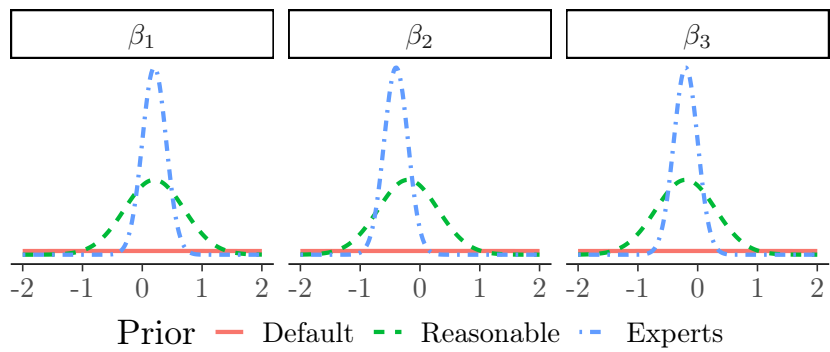 β₁ β₂ β₃
-2 -1 0 1 2 -2 -1 0 1 2 -2 -1 0 1 2
Prior Default Reasonable Experts